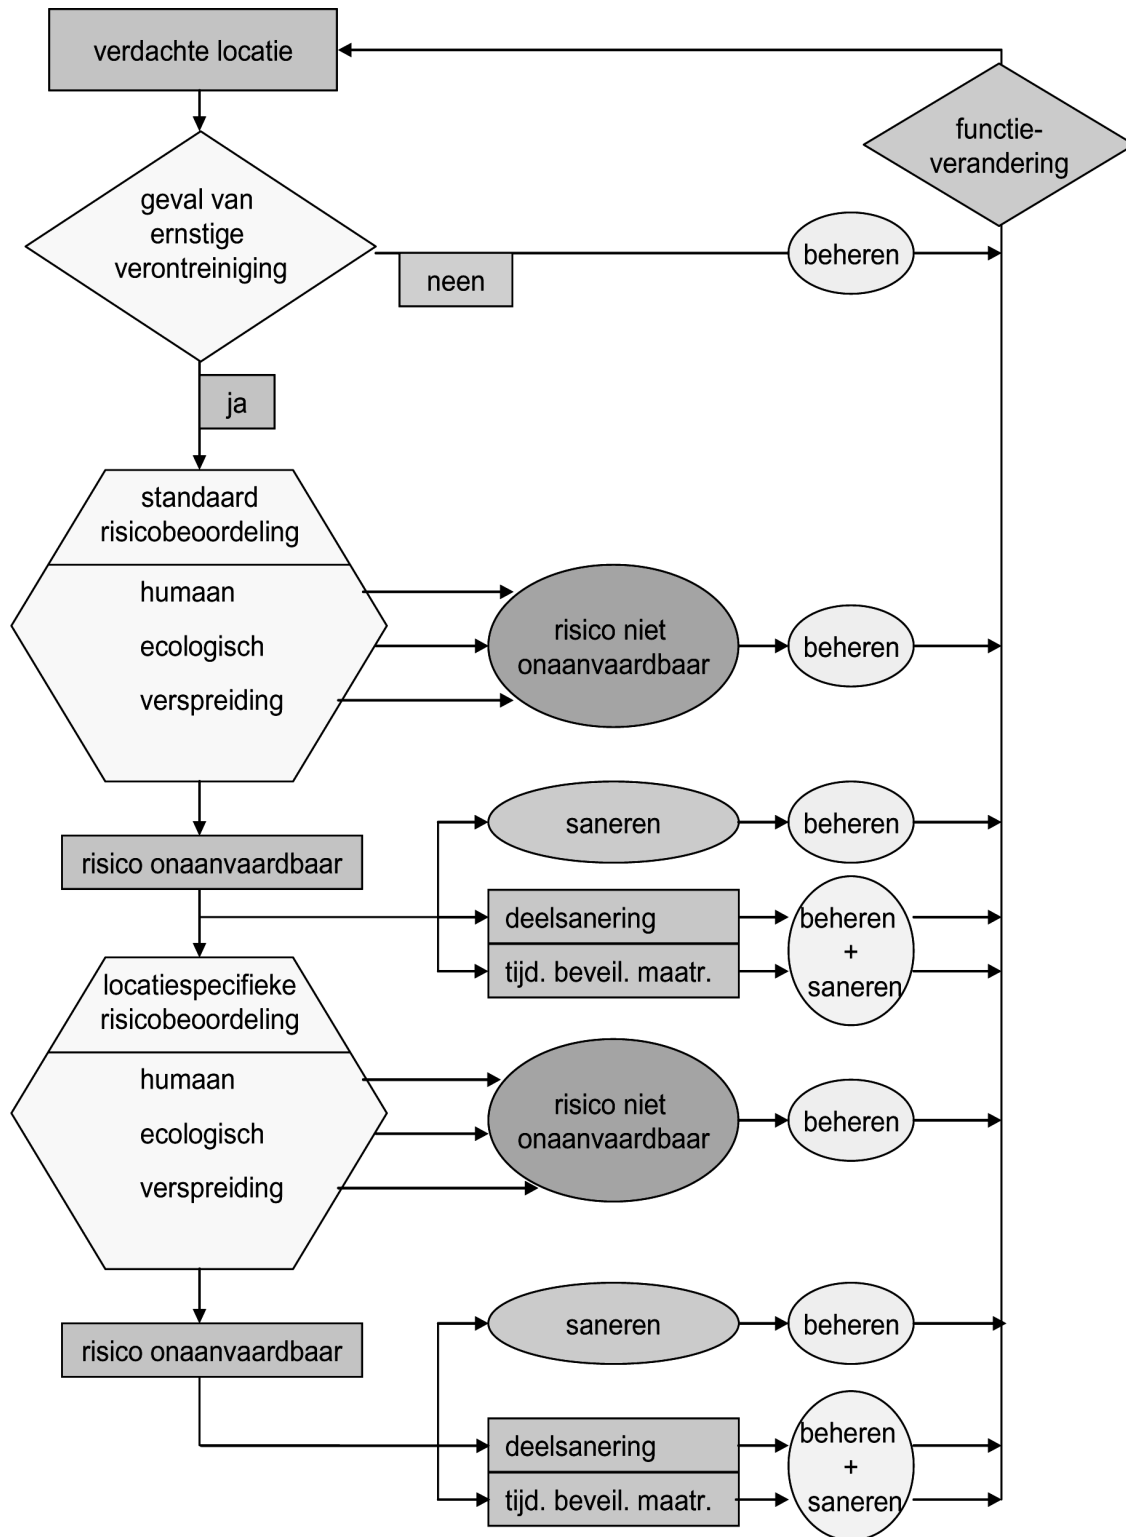 verdachte locatie
functie-
verandering
geval van
ernstige
verontreiniging
neen
beheren
ja
standaard
risicobeoordeling
humaan
ecologisch
verspreiding
risico niet
onaanvaardbaar
beheren
risico onaanvaardbaar
saneren
beheren
deelsanering
tijd. beveil. maatr.
beheren
+
saneren
locatiespecifieke
risicobeoordeling
humaan
ecologisch
verspreiding
risico niet
onaanvaardbaar
beheren
risico onaanvaardbaar
saneren
beheren
deelsanering
tijd. beveil. maatr.
beheren
+
saneren